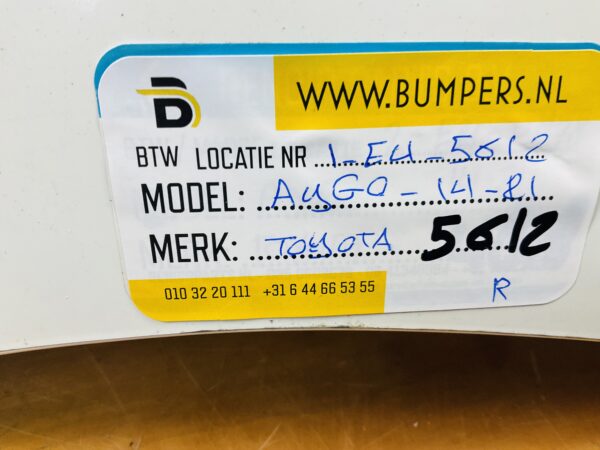 WWW.BUMPERS.NL
BTW LOCATIE NR 1-EU-5612
MODEL: AyGO-14-21
MERK: TOyOTA 5612
010 32 20 111 +31 6 44 66 53 55
R